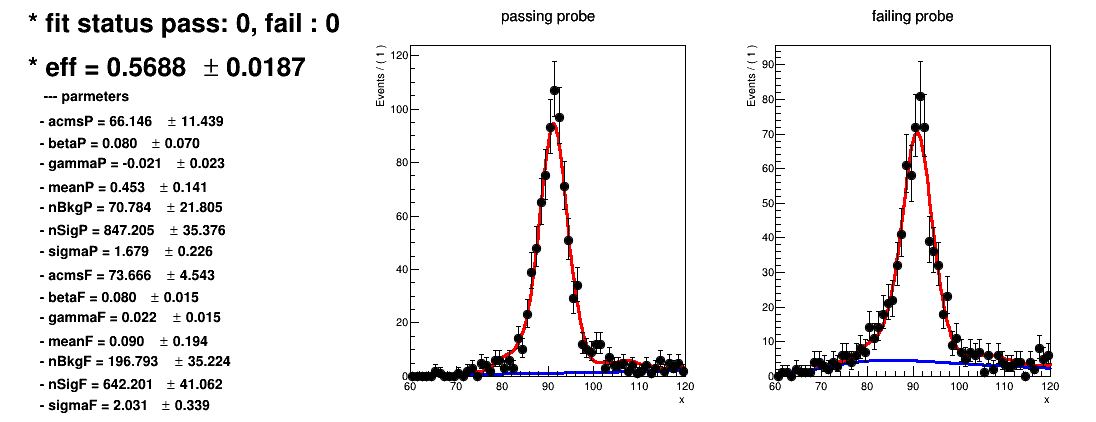 * fit status pass: 0, fail : 0
* eff = 0.5688 ± 0.0187
--- parmeters
- acmsP = 66.146 ± 11.439
- betaP = 0.080 ± 0.070
- gammaP = -0.021 ± 0.023
- meanP = 0.453 ± 0.141
- nBkgP = 70.784 ± 21.805
- nSigP = 847.205 ± 35.376
- sigmaP = 1.679 ± 0.226
- acmsF = 73.666 ± 4.543
- betaF = 0.080 ± 0.015
- gammaF = 0.022 ± 0.015
- meanF = 0.090 ± 0.194
- nBkgF = 196.793 ± 35.224
- nSigF = 642.201 ± 41.062
- sigmaF = 2.031 ± 0.339
passing probe
Events / ( 1 )
120
100
80
60
40
20
0
60 70 80 90 100 110 120
x
failing probe
Events / ( 1 )
90
80
70
60
50
40
30
20
10
0
60 70 80 90 100 110 120
x